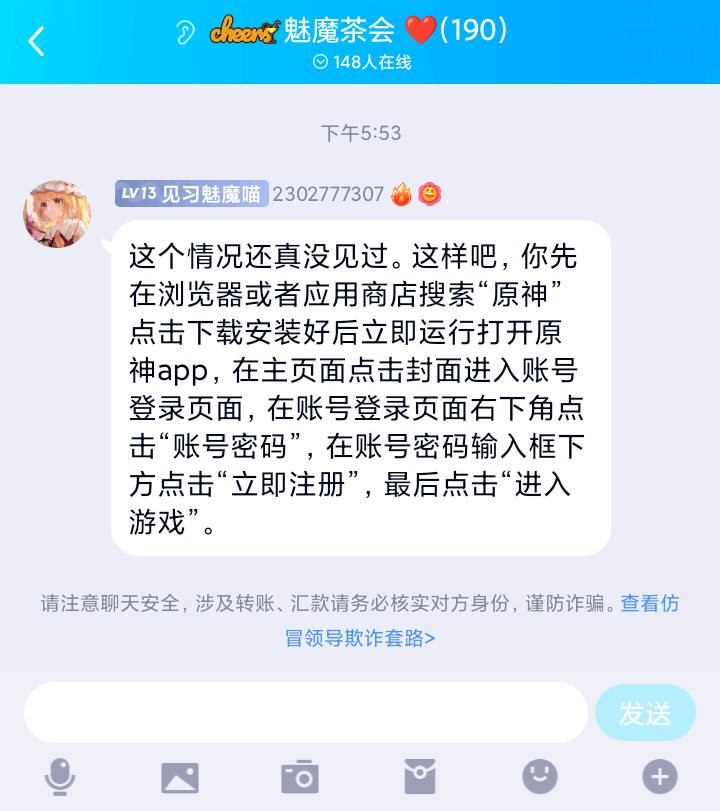 cheers 魅魔茶会 ❤️(190)
148人在线
下午5:53
LV13 见习魅魔喵 2302777307
这个情况还真没见过。这样吧，你先
在浏览器或者应用商店搜索“原神”
点击下载安装好后立即运行打开原
神app，在主页面点击封面进入账号
登录页面，在账号登录页面右下角点
击“账号密码”，在账号密码输入框下
方点击“立即注册”，最后点击“进入
游戏”。
请注意聊天安全，涉及转账、汇款请务必核实对方身份，谨防诈骗。查看仿
冒领导欺诈套路>
发送